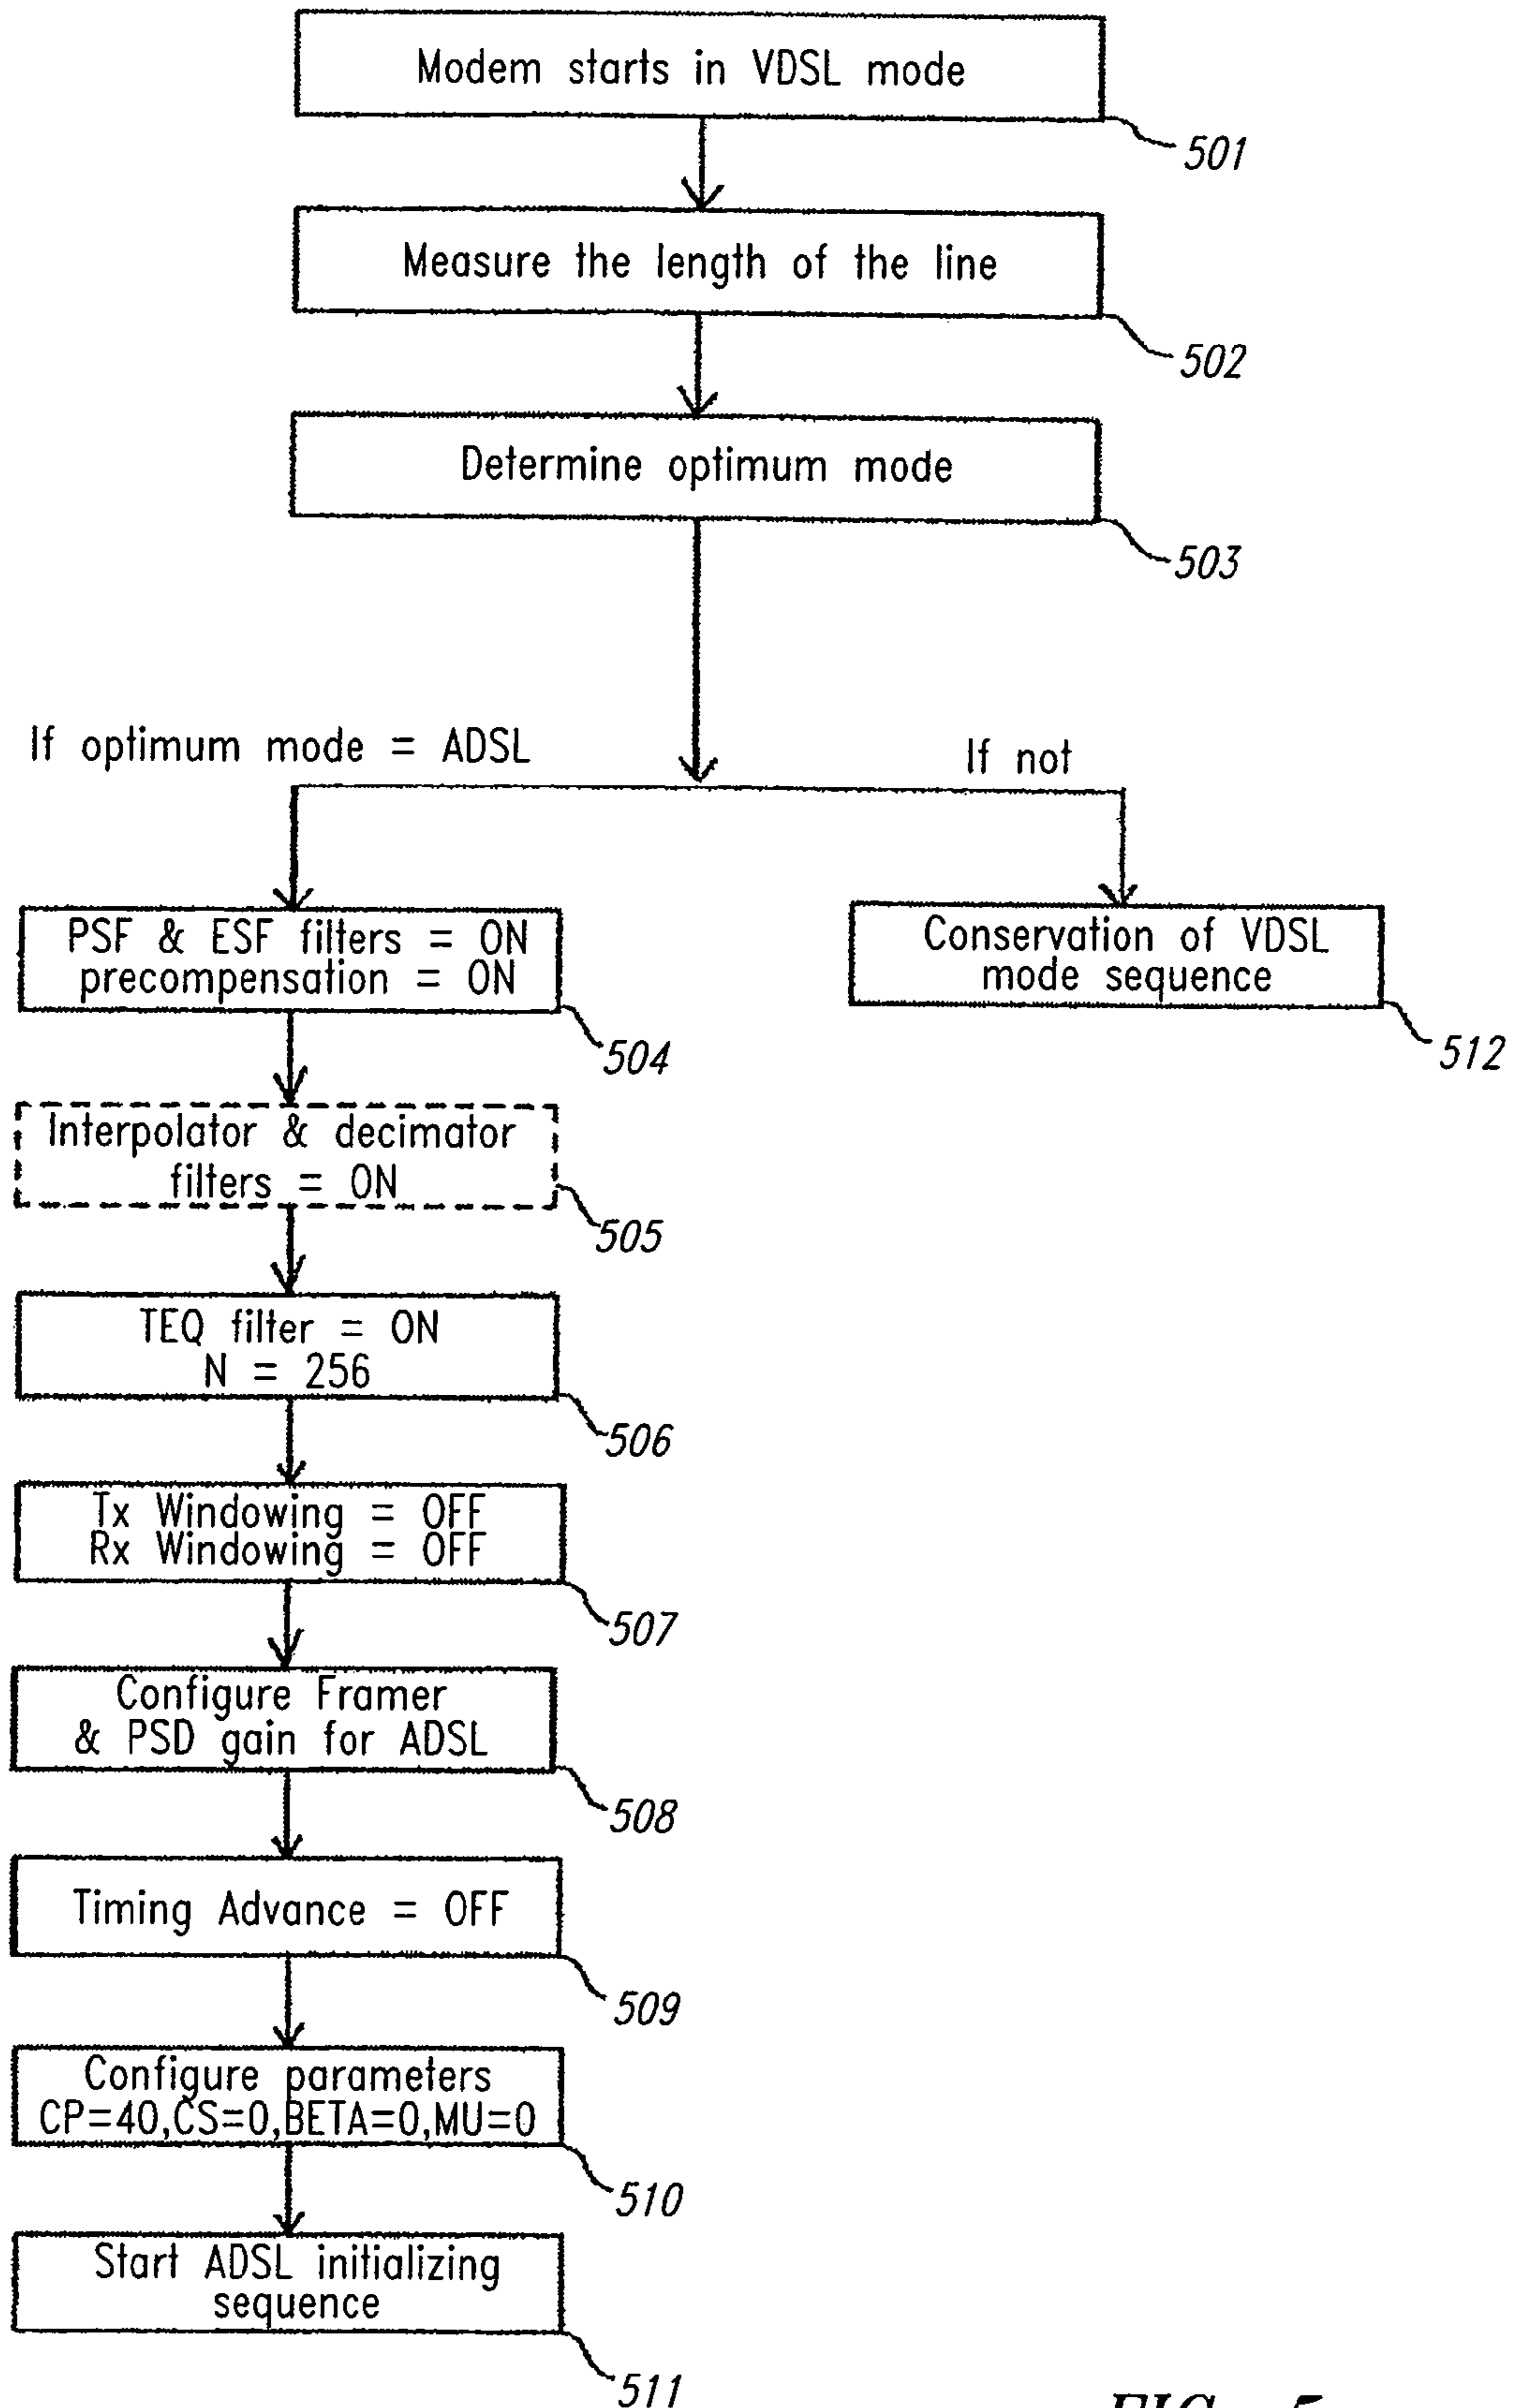 Modem starts in VDSL mode
501
Measure the length of the line
502
Determine optimum mode
503
If optimum mode = ADSL
If not
PSF & ESF filters = ON
precompensation = ON
504
Conservation of VDSL
mode sequence
512
Interpolator & decimator
filters = ON
505
TEQ filter = ON
N = 256
506
Tx Windowing = OFF
Rx Windowing = OFF
507
Configure Framer
& PSD gain for ADSL
508
Timing Advance = OFF
509
Configure parameters
CP=40,CS=0,BETA=0,MU=0
510
Start ADSL initializing
sequence
511